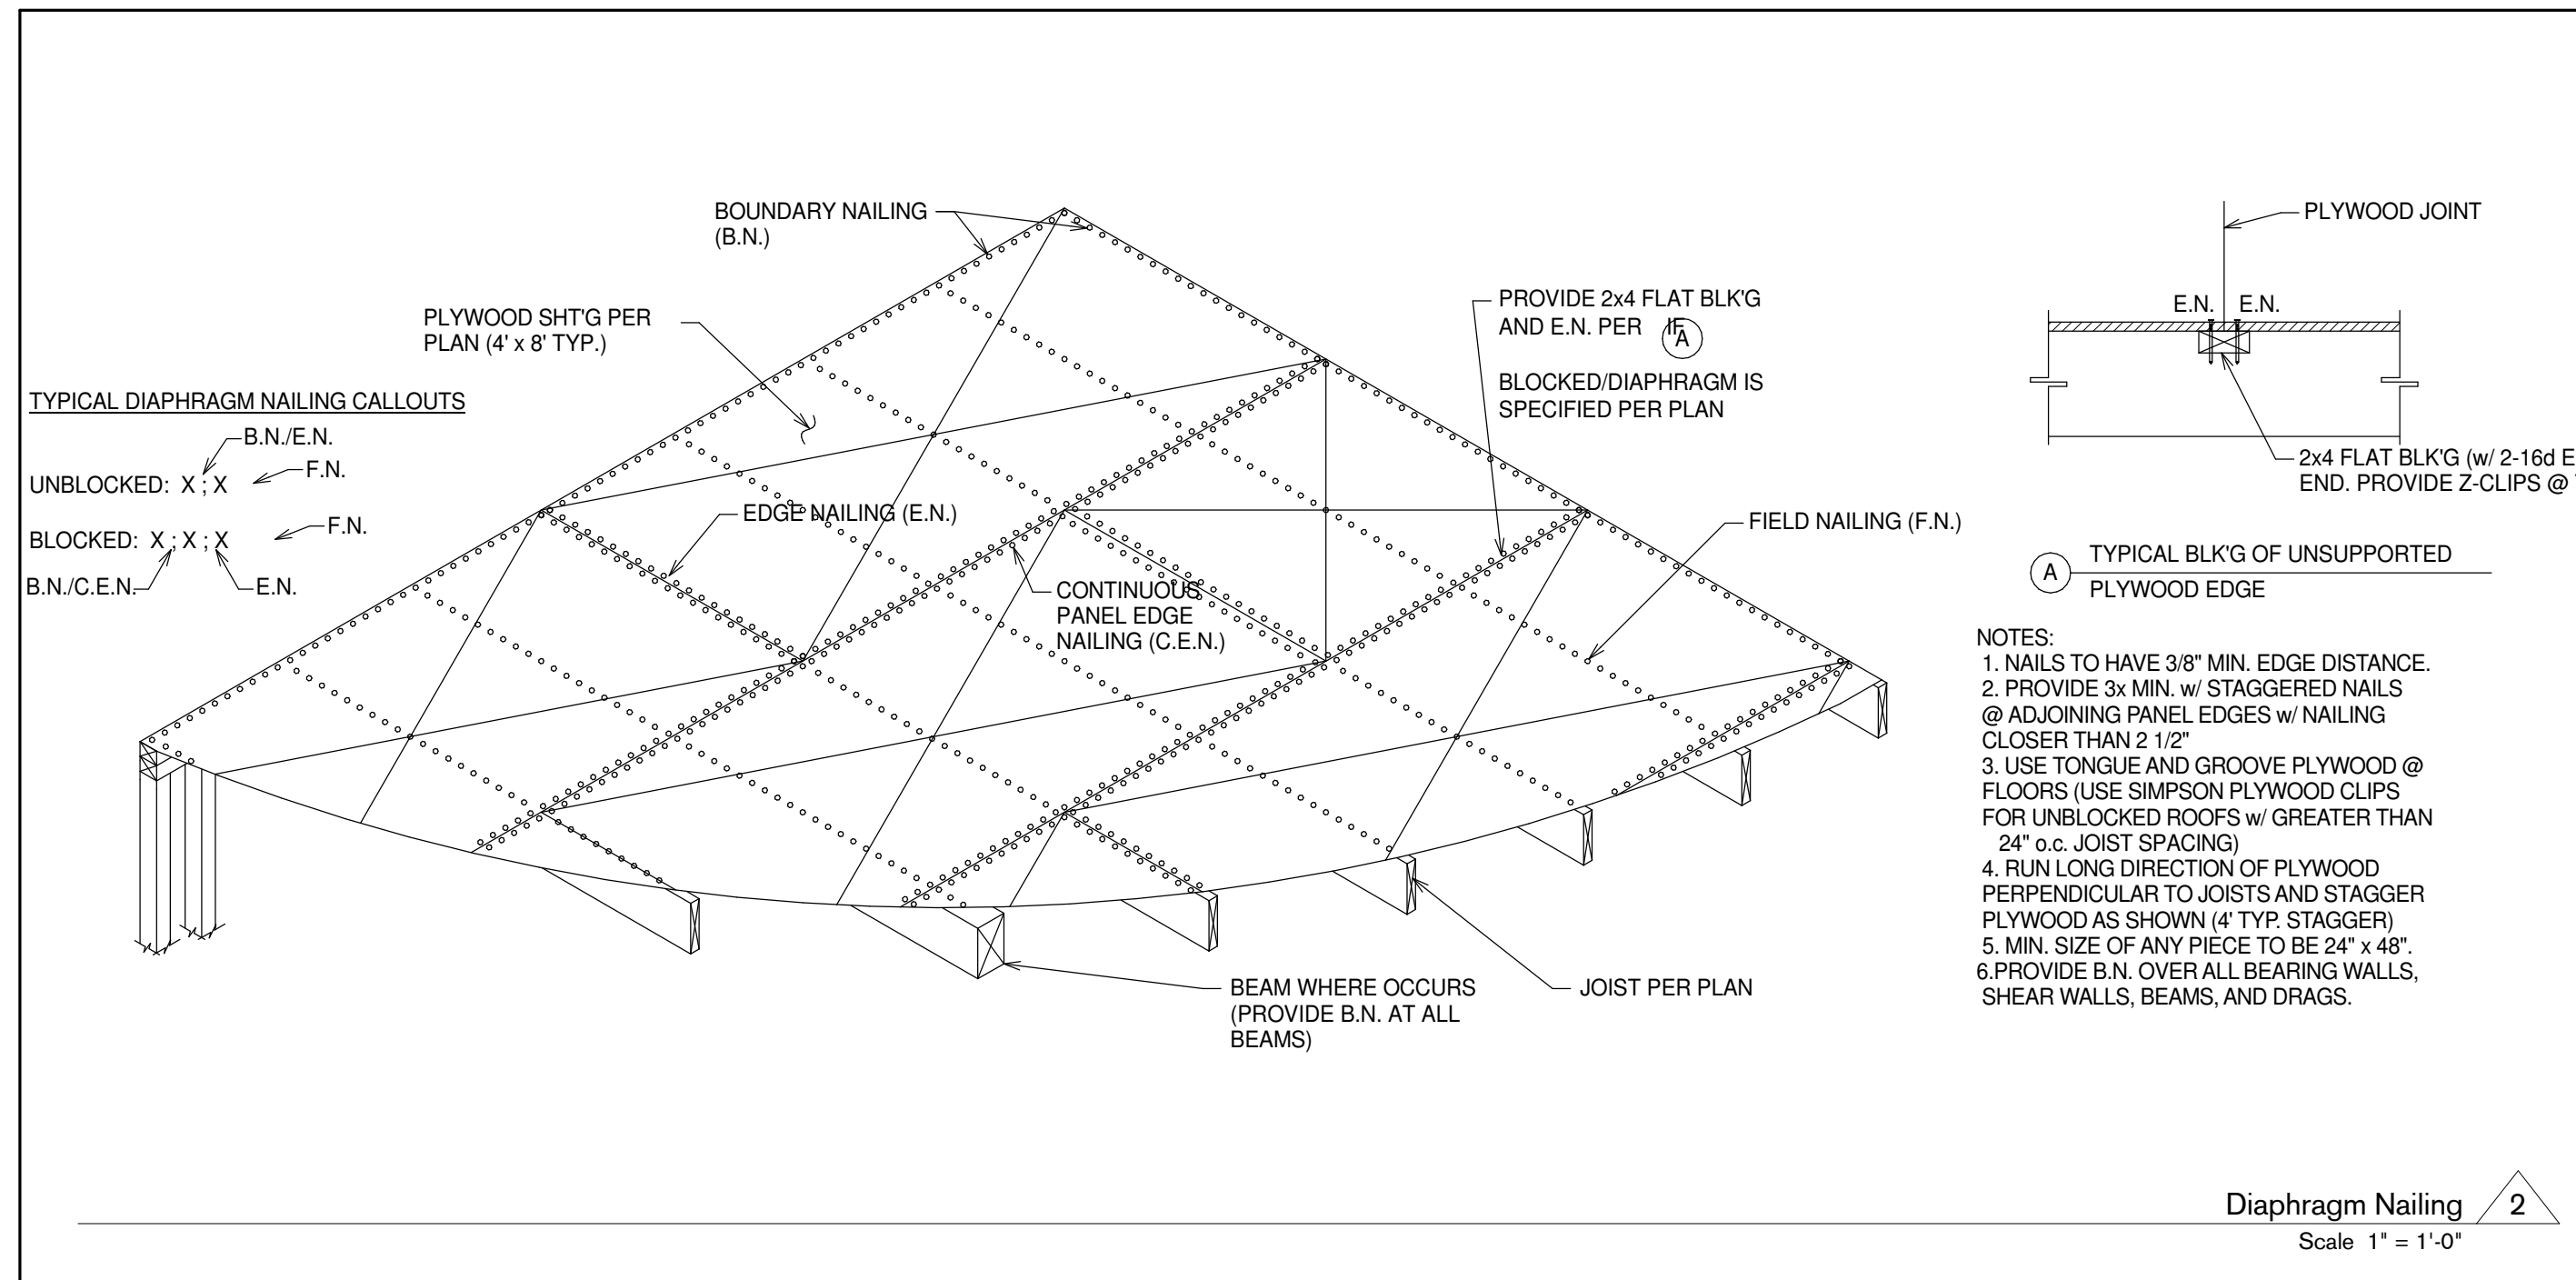 BOUNDARY NAILING
(B.N.)
PLYWOOD SHT'G PER
PLAN (4' x 8' TYP.)
TYPICAL DIAPHRAGM NAILING CALLOUTS
B.N./E.N.
F.N.
UNBLOCKED: X ; X
F.N.
BLOCKED: X ; X ; X
B.N./C.E.N.
E.N.
EDGE NAILING (E.N.)
CONTINUOUS
PANEL EDGE
NAILING (C.E.N.)
PROVIDE 2x4 FLAT BLK'G
AND E.N. PER IF
A
BLOCKED/DIAPHRAGM IS
SPECIFIED PER PLAN
FIELD NAILING (F.N.)
BEAM WHERE OCCURS
(PROVIDE B.N. AT ALL
BEAMS)
JOIST PER PLAN
PLYWOOD JOINT
E.N. E.N.
2x4 FLAT BLK'G (w/ 2-16d E
END. PROVIDE Z-CLIPS @
A
TYPICAL BLK'G OF UNSUPPORTED
PLYWOOD EDGE
NOTES:
1. NAILS TO HAVE 3/8" MIN. EDGE DISTANCE.
2. PROVIDE 3x MIN. w/ STAGGERED NAILS
@ ADJOINING PANEL EDGES w/ NAILING
CLOSER THAN 2 1/2"
3. USE TONGUE AND GROOVE PLYWOOD @
FLOORS (USE SIMPSON PLYWOOD CLIPS
FOR UNBLOCKED ROOFS w/ GREATER THAN
24" o.c. JOIST SPACING)
4. RUN LONG DIRECTION OF PLYWOOD
PERPENDICULAR TO JOISTS AND STAGGER
PLYWOOD AS SHOWN (4' TYP. STAGGER)
5. MIN. SIZE OF ANY PIECE TO BE 24" x 48".
6.PROVIDE B.N. OVER ALL BEARING WALLS,
SHEAR WALLS, BEAMS, AND DRAGS.
Diaphragm Nailing
2
Scale 1" = 1'-0"